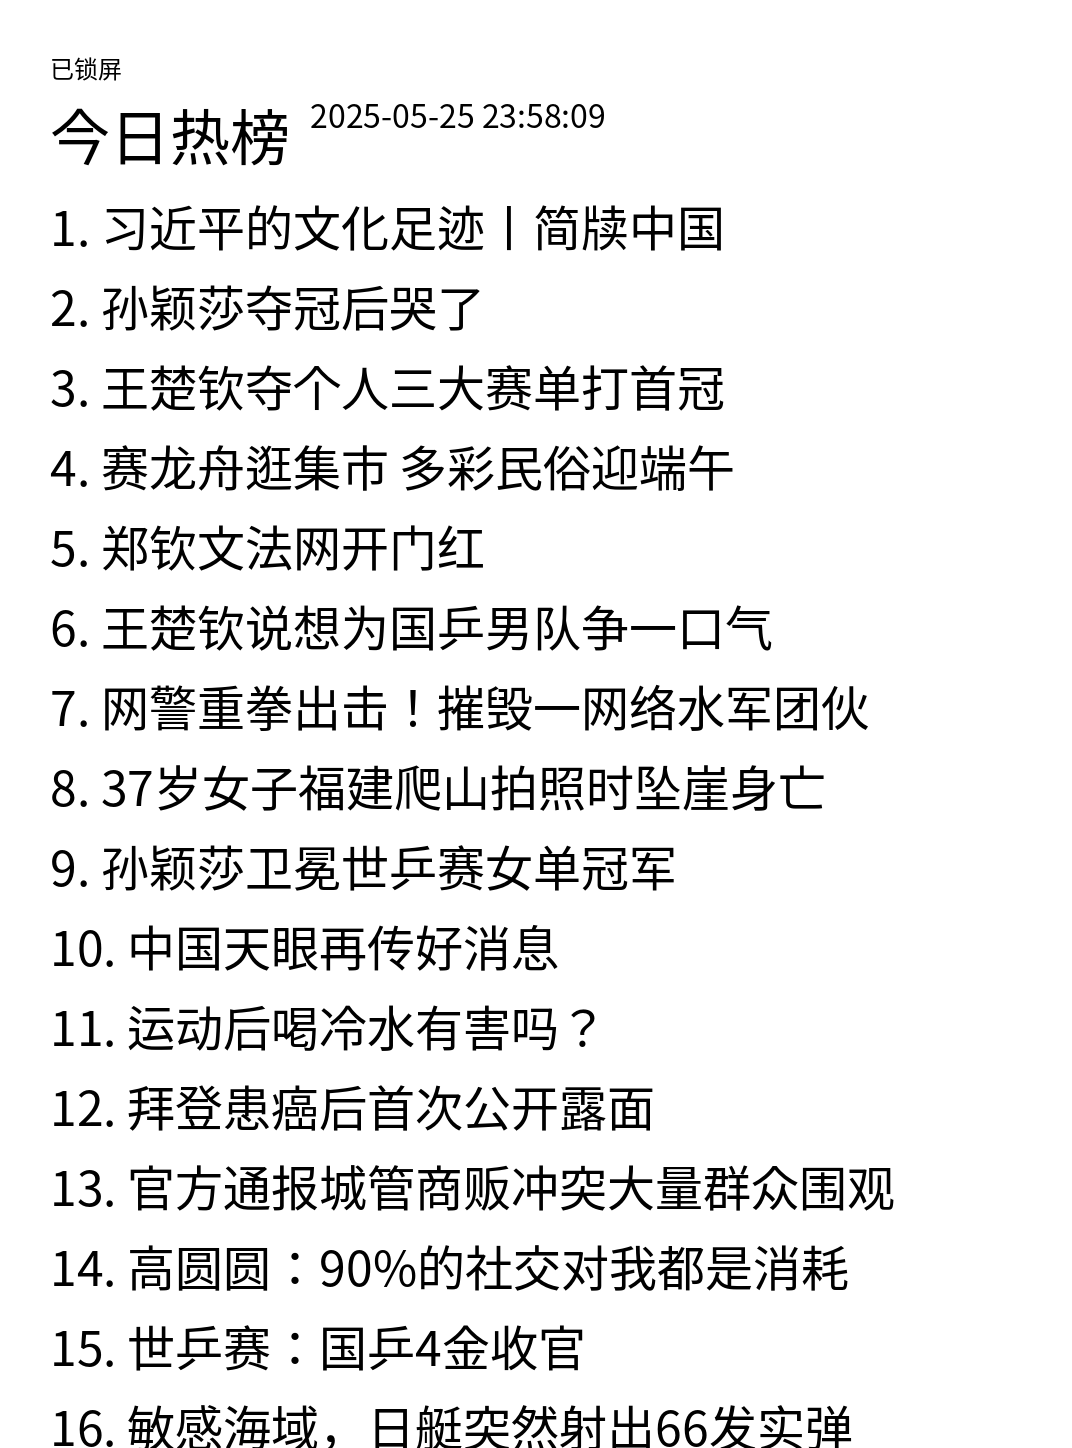 已锁屏
今日热榜 2025-05-25 23:58:09
1. 习近平的文化足迹丨简牍中国
2. 孙颖莎夺冠后哭了
3. 王楚钦夺个人三大赛单打首冠
4. 赛龙舟逛集市 多彩民俗迎端午
5. 郑钦文法网开门红
6. 王楚钦说想为国乒男队争一口气
7. 网警重拳出击！摧毁一网络水军团伙
8. 37岁女子福建爬山拍照时坠崖身亡
9. 孙颖莎卫冕世乒赛女单冠军
10. 中国天眼再传好消息
11. 运动后喝冷水有害吗？
12. 拜登患癌后首次公开露面
13. 官方通报城管商贩冲突大量群众围观
14. 高圆圆：90%的社交对我都是消耗
15. 世乒赛：国乒4金收官
16. 敏感海域，日艇突然射出66发实弹